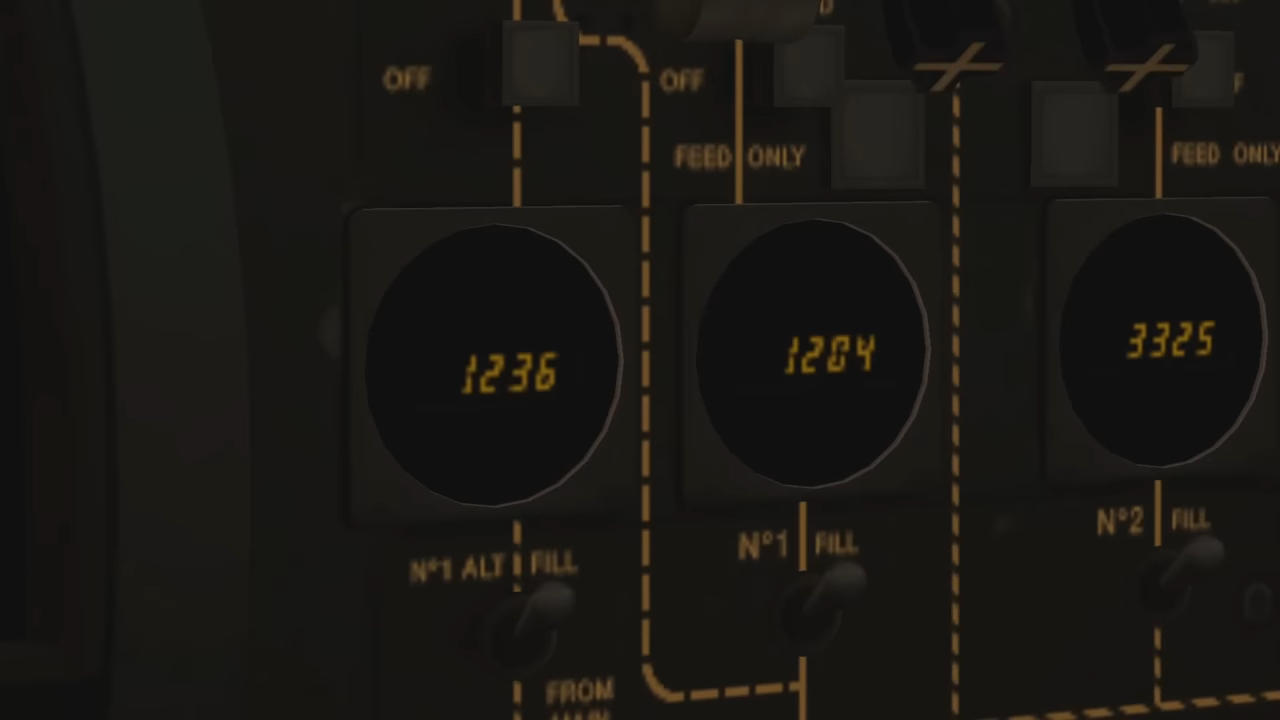 OFF
OFF
FEED ONLY
FEED ONLY
1236
1204
3325
N°1 ALT FILL
N°1 FILL
N°2 FILL
FROM